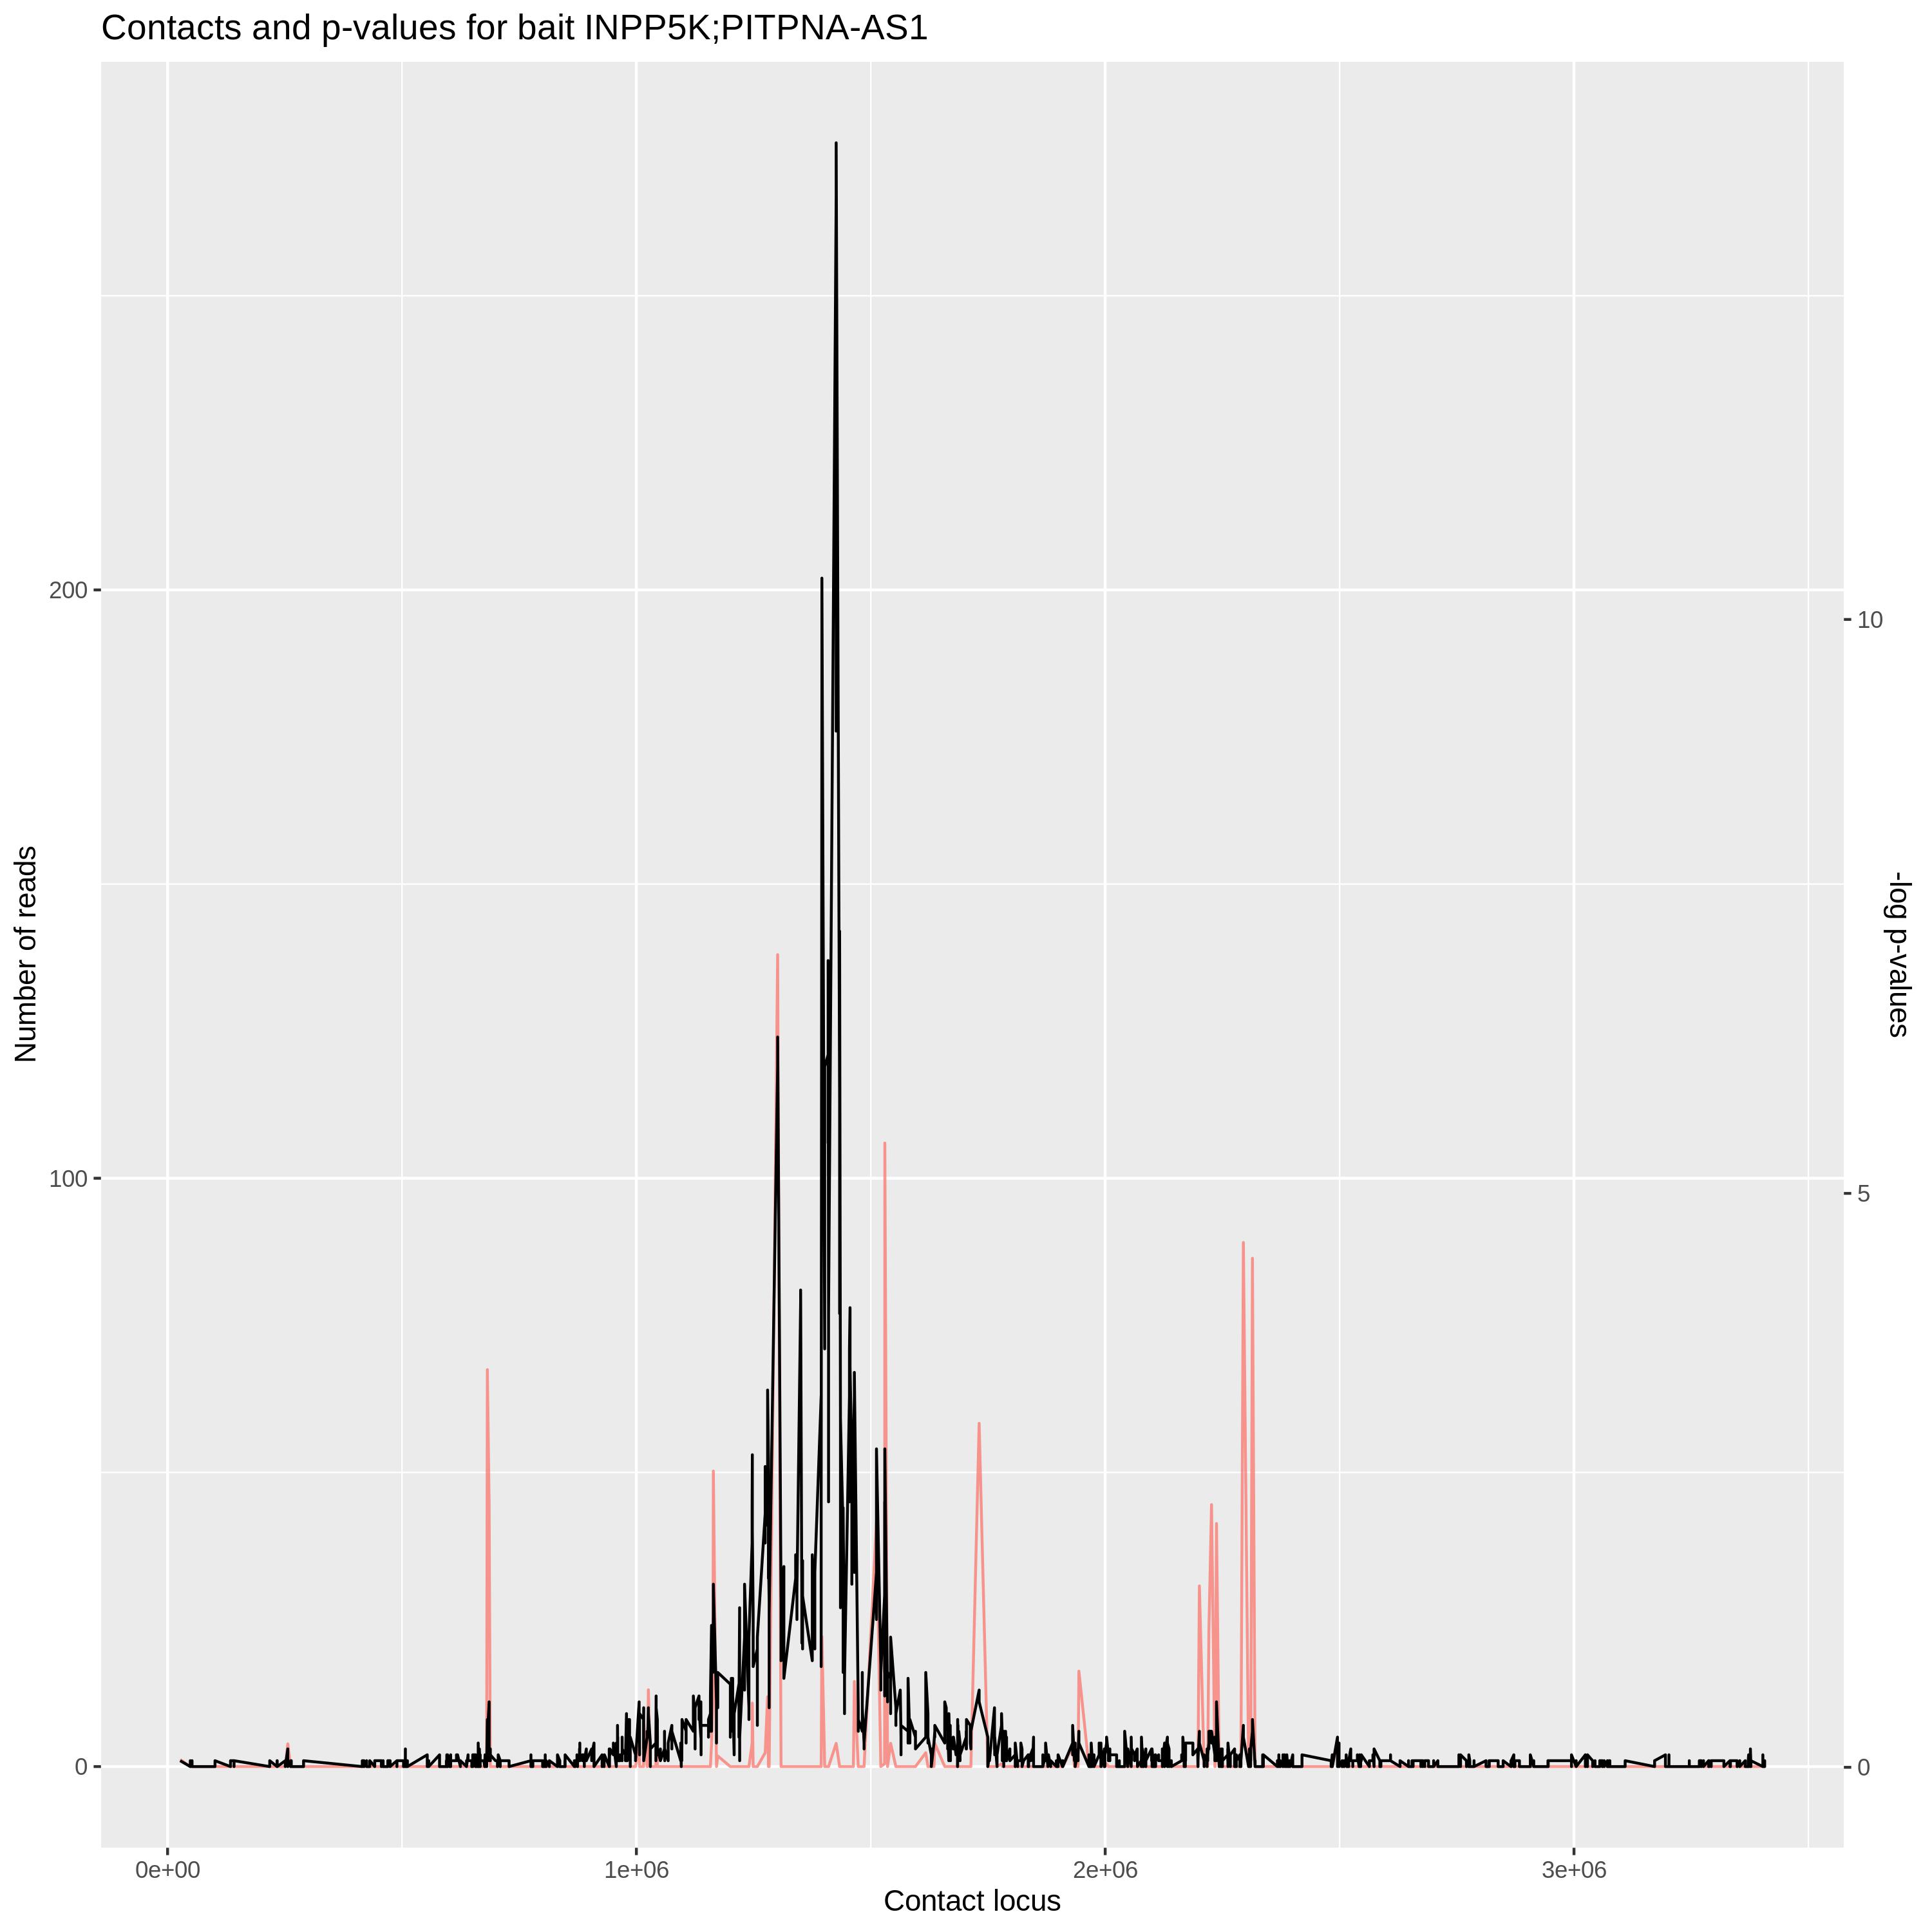 Contacts and p-values for bait INPP5K;PITPNA-AS1
Number of reads
200
100
0
10
5
0
-log p-values
0e+00
1e+06
2e+06
3e+06
Contact locus